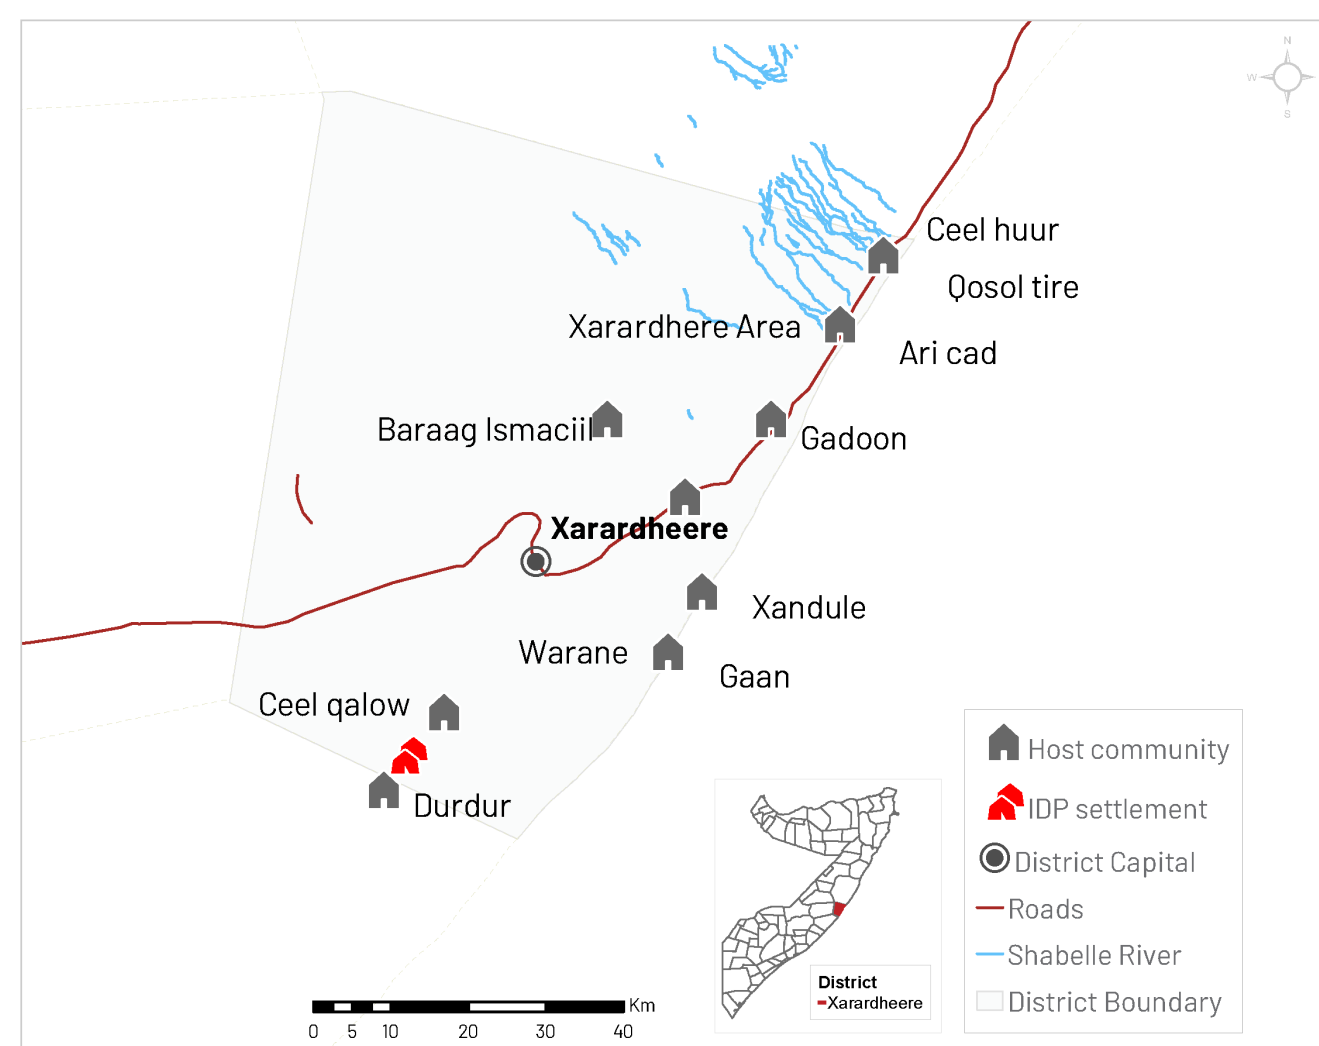 N
W
S
Ceel huur
Qosol tire
Xarardhere Area
Ari cad
Baraag Ismaciil
Gadoon
Xarardheere
Xandule
Warane
Gaan
Ceel qalow
Durdur
Host community
IDP settlement
District Capital
Roads
Shabelle River
District Boundary
District
Xarardheere
Km
0 5 10 20 30 40